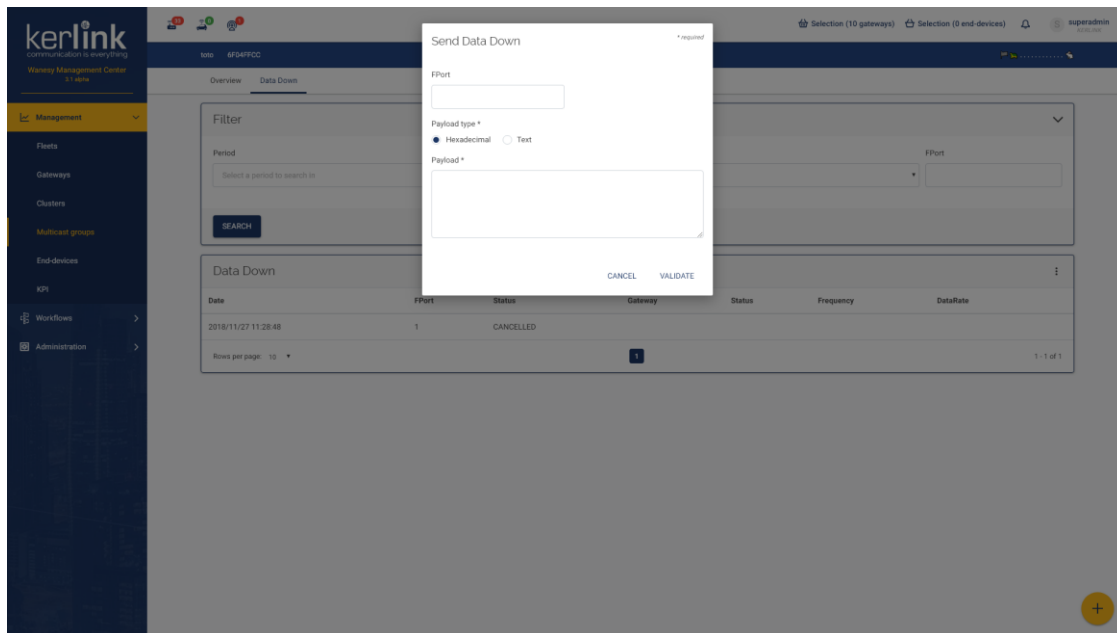 kerlink
communication is everything
Wanesy Management Center
3.1 alpha
Management
Fleets
Gateways
Clusters
Multicast groups
End-devices
KPI
Workflows
Administration
Selection (10 gateways) Selection (0 end-devices) S superadmin
toto 6FD4FFCC
Overview Data Down
Filter
Period FPort
Select a period to search in
SEARCH
Send Data Down * required
FPort
Payload type *
Hexadecimal Text
Payload *
CANCEL VALIDATE
Data Down
Date FPort Status Gateway Status Frequency DataRate
2018/11/27 11:28:48 1 CANCELLED
Rows per page: 10 1 1 - 1 of 1